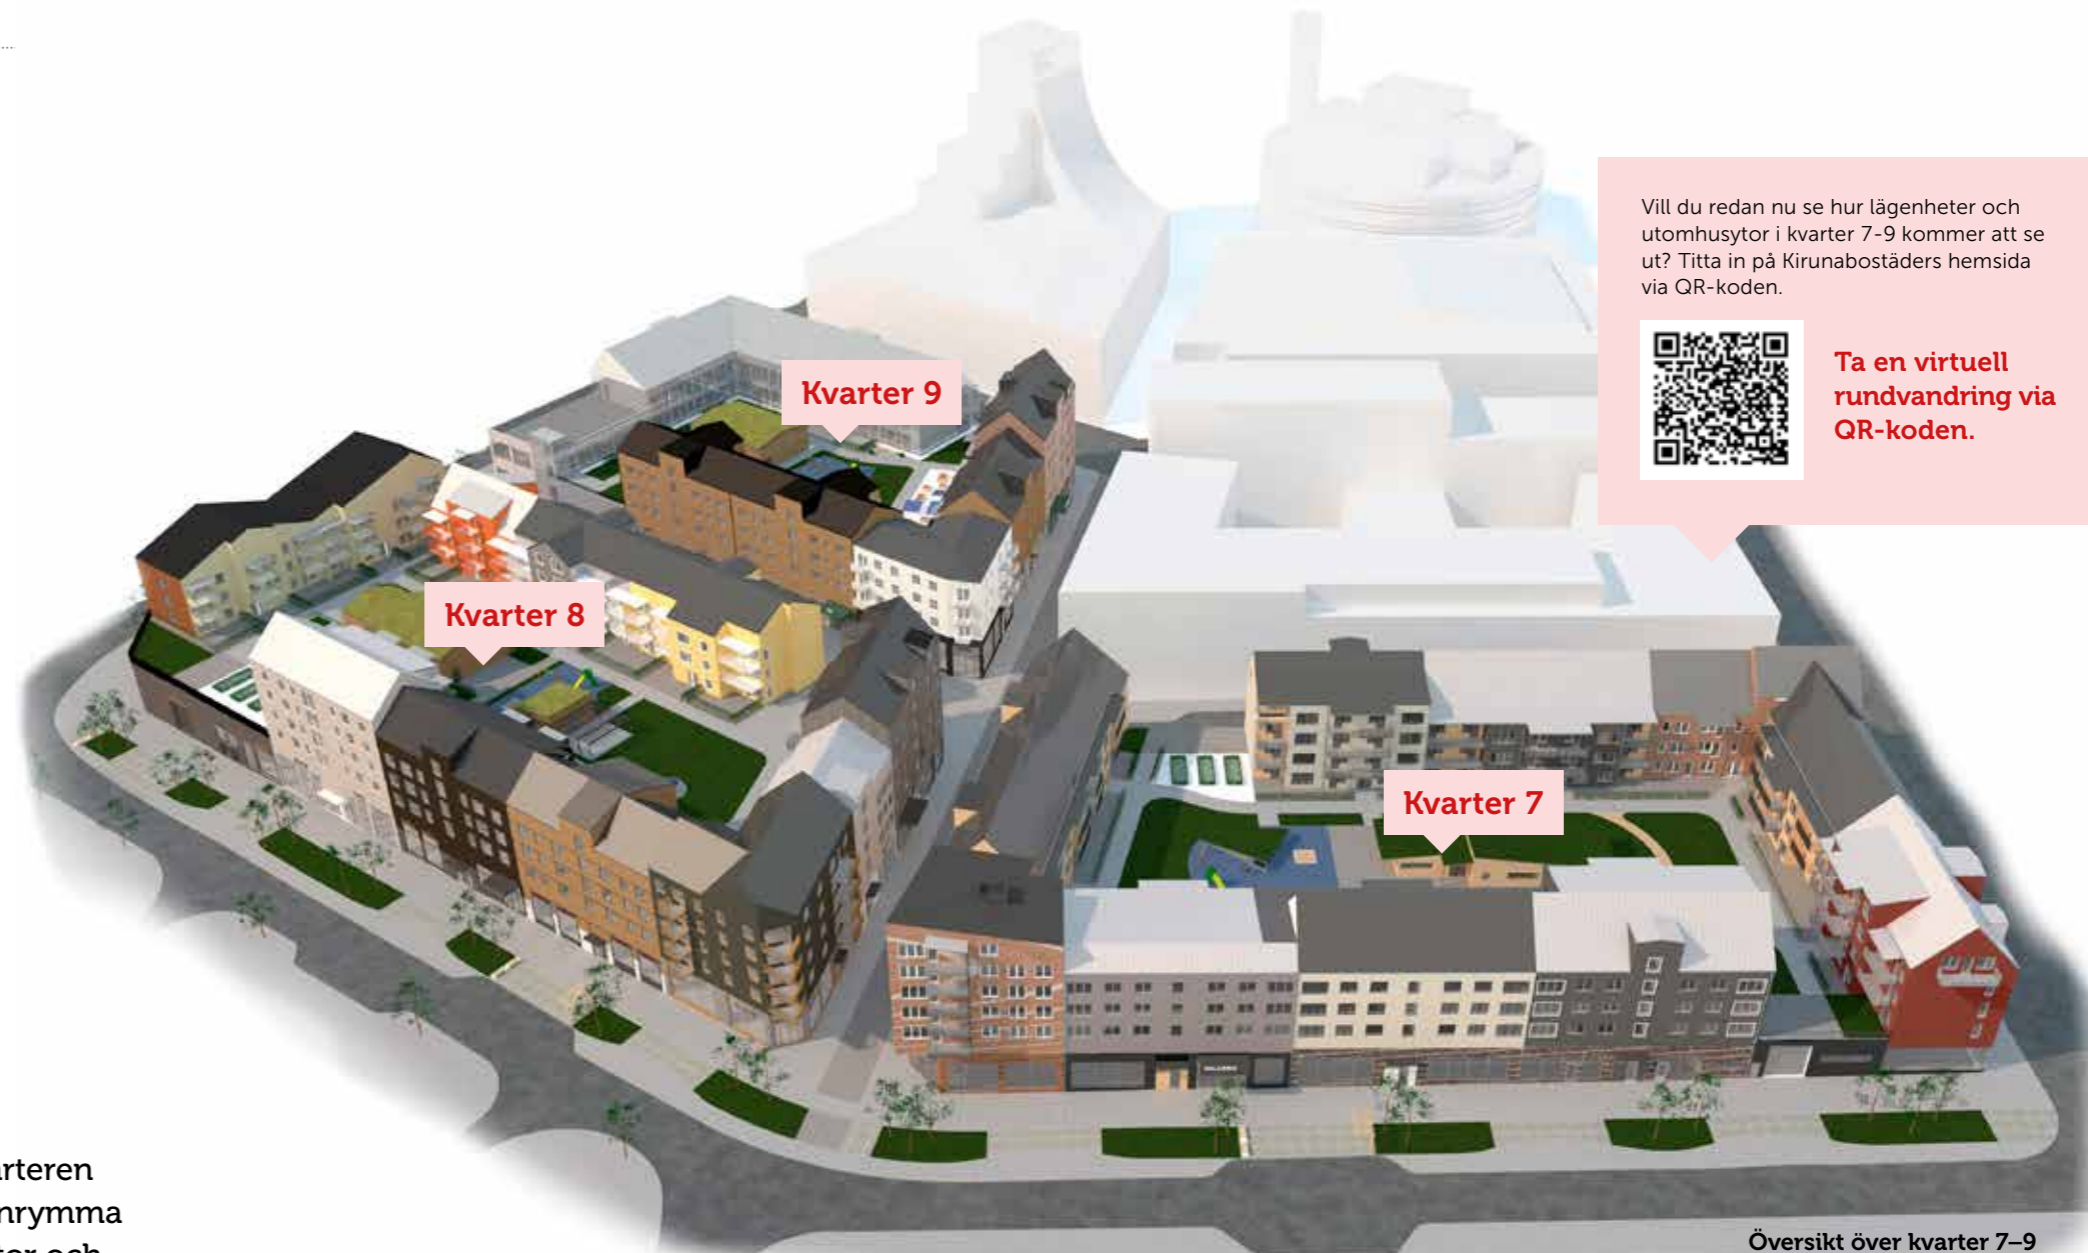 Vill du redan nu se hur lägenheter och
utomhusytor i kvarter 7-9 kommer att se
ut? Titta in på Kirunabostäders hemsida
via QR-koden.
Ta en virtuell
rundvandring via
QR-koden.
Kvarter 9
Kvarter 8
Kvarter 7
rteren
nrymma
och
Översikt över kvarter 7–9